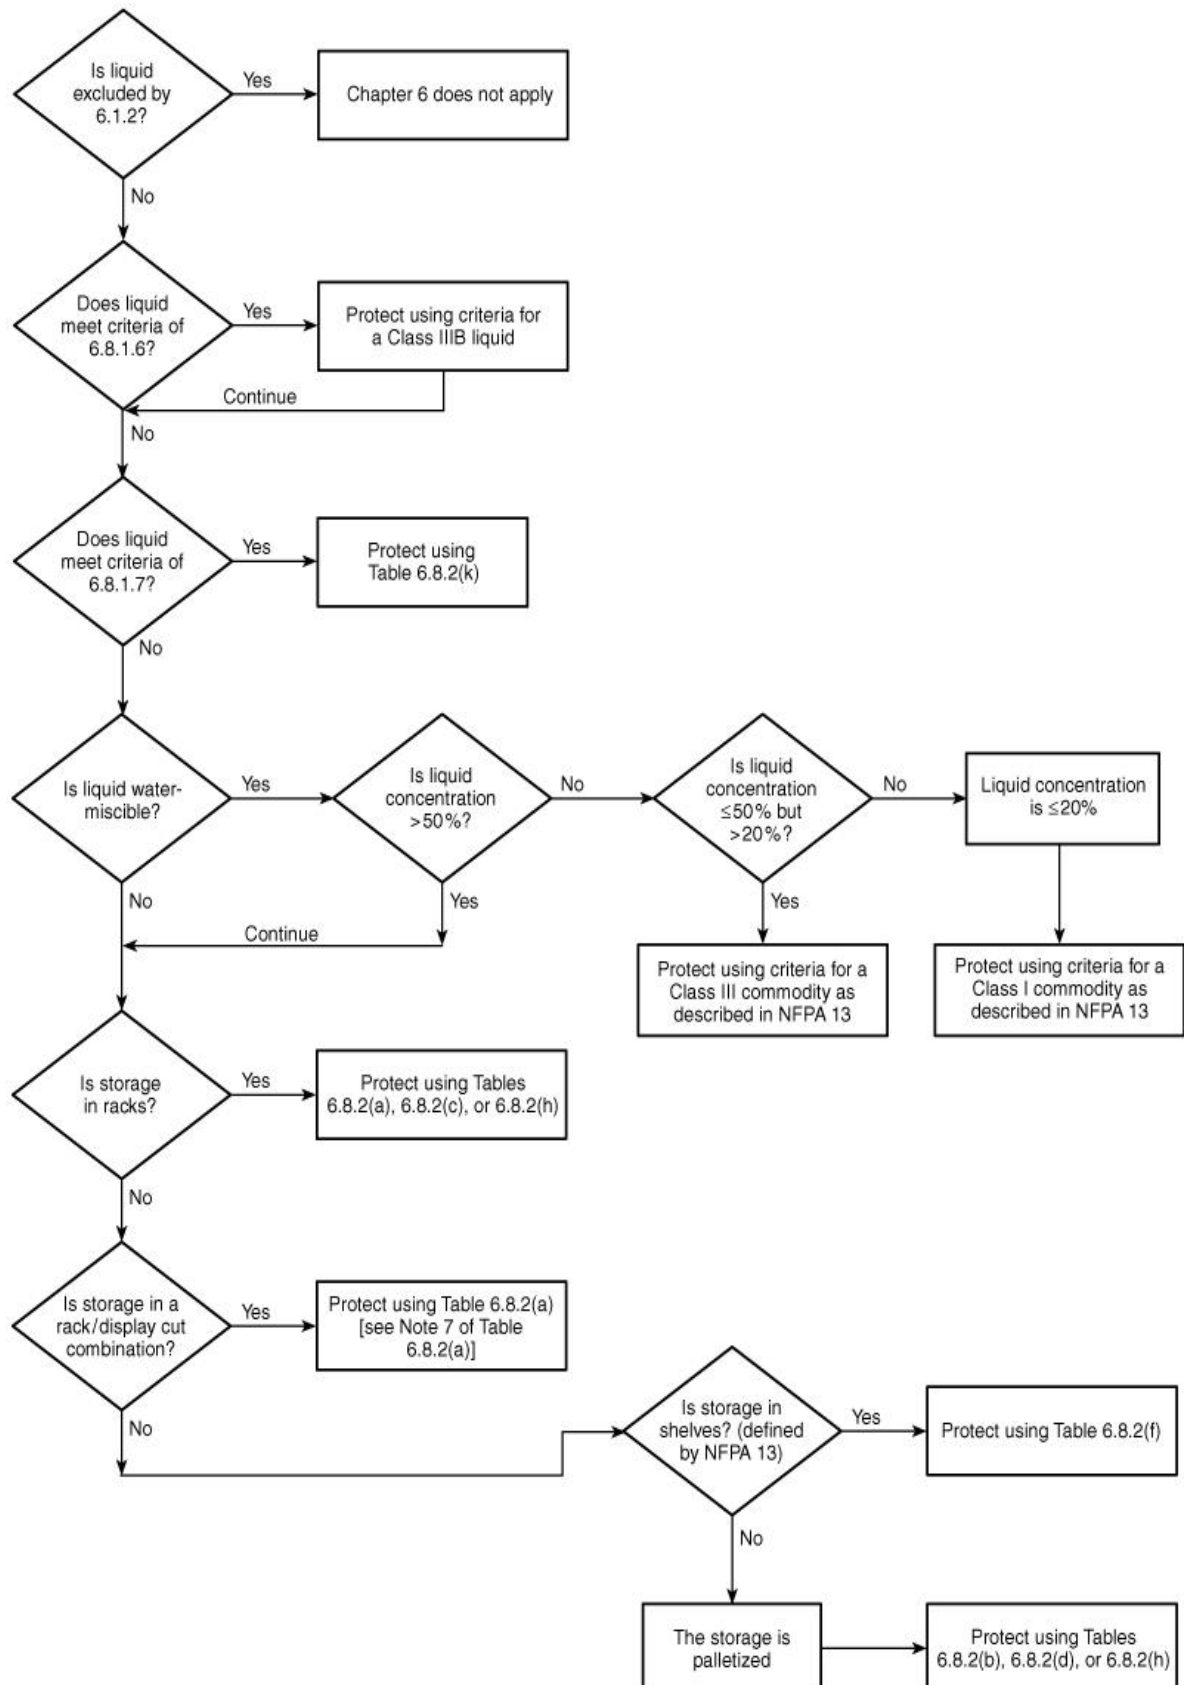 Is liquid
excluded by
6.1.2?
Yes
Chapter 6 does not apply
No
Does liquid
meet criteria of
6.8.1.6?
Yes
Protect using criteria for
a Class IIIB liquid
Continue
No
Does liquid
meet criteria of
6.8.1.7?
Yes
Protect using
Table 6.8.2(k)
No
Is liquid water-
miscible?
Yes
Is liquid
concentration
>50%?
No
Is liquid
concentration
≤50% but
>20%?
No
Liquid concentration
is ≤20%
No
Yes
Yes
Continue
Protect using criteria for a
Class III commodity as
described in NFPA 13
Protect using criteria for a
Class I commodity as
described in NFPA 13
Is storage
in racks?
Yes
Protect using Tables
6.8.2(a), 6.8.2(c), or 6.8.2(h)
No
Is storage in a
rack/display cut
combination?
Yes
Protect using Table 6.8.2(a)
[see Note 7 of Table
6.8.2(a)]
No
Is storage in
shelves? (defined
by NFPA 13)
Yes
Protect using Table 6.8.2(f)
No
The storage is
palletized
Protect using Tables
6.8.2(b), 6.8.2(d), or 6.8.2(h)